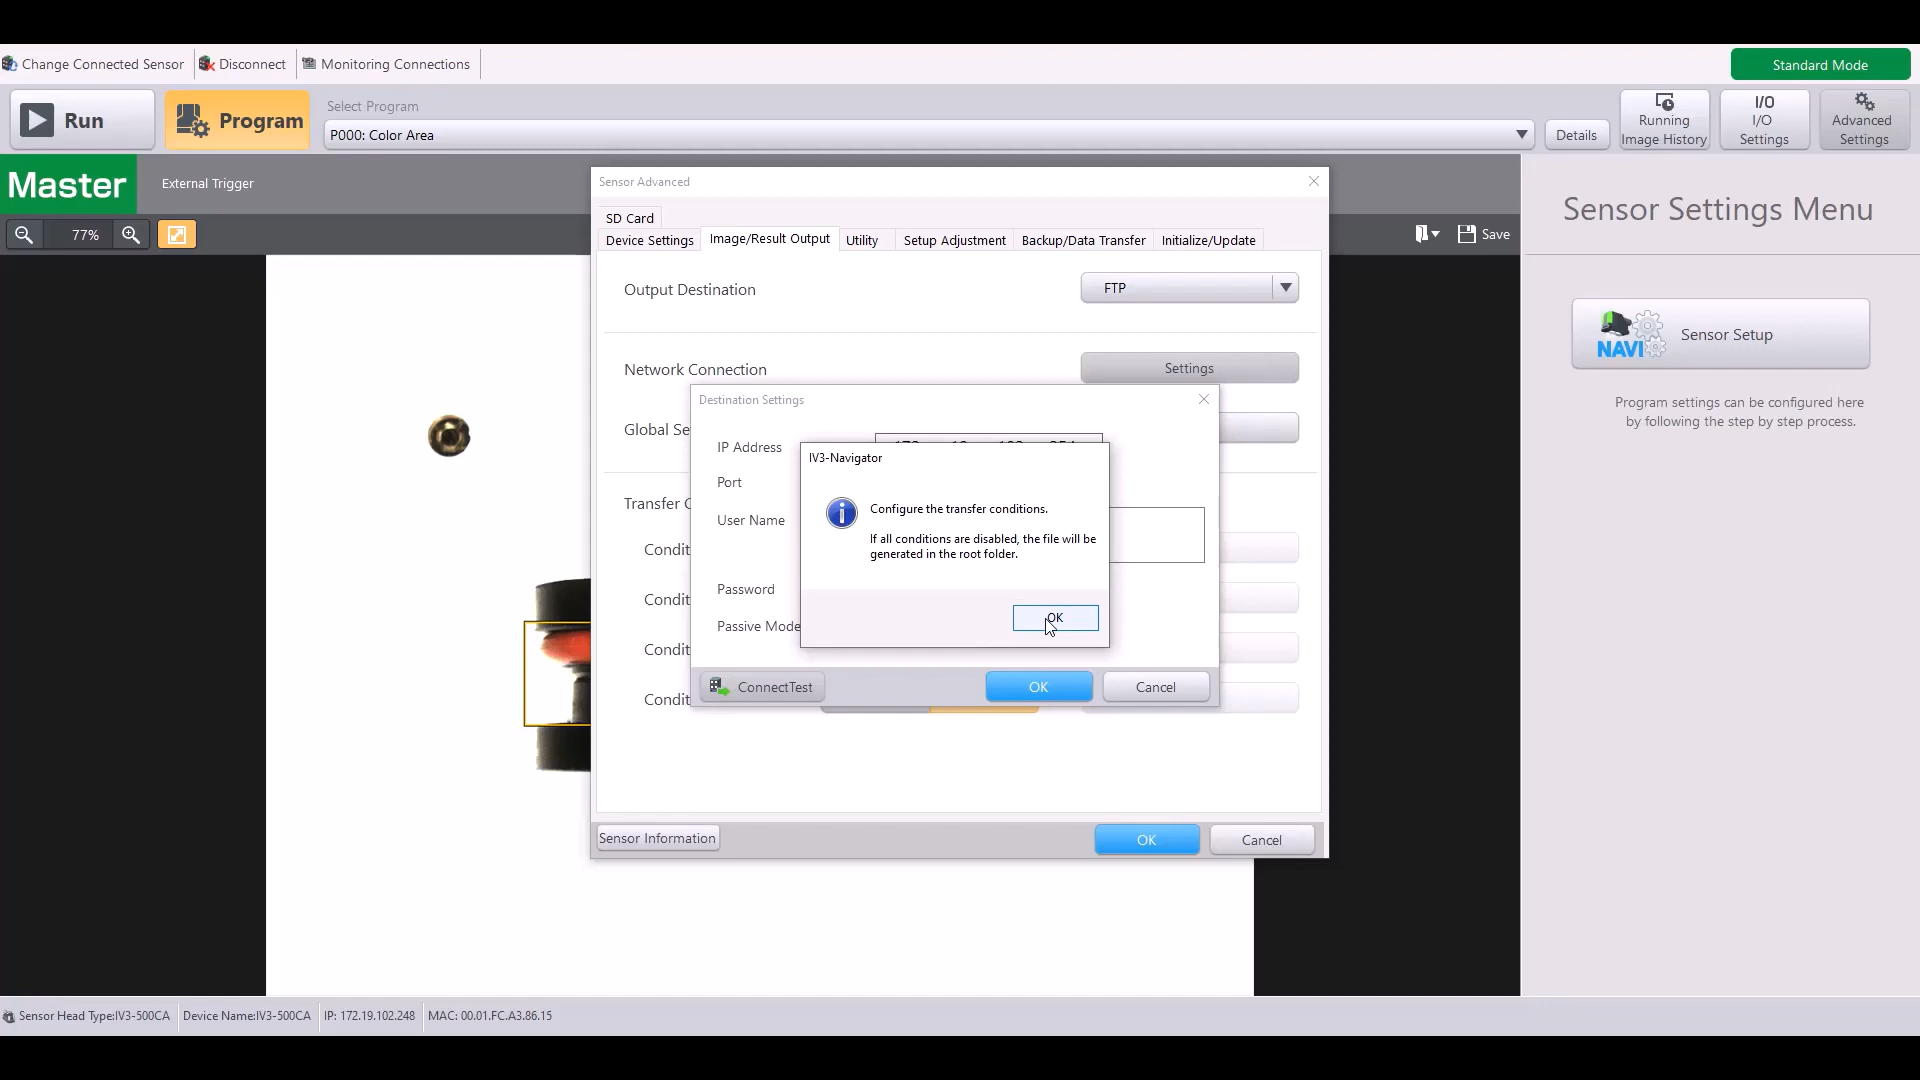 Change Connected Sensor
Disconnect
Monitoring Connections
Standard Mode
Run
Program
Select Program
P000: Color Area
Details
Running
Image History
I/O
I/O
Settings
Advanced
Settings
Master
External Trigger
77%
Save
Sensor Advanced
SD Card
Device Settings
Image/Result Output
Utility
Setup Adjustment
Backup/Data Transfer
Initialize/Update
Output Destination
FTP
Network Connection
Settings
Global Se
Transfer C
Condit
Condit
Condit
Condit
Destination Settings
IP Address
Port
User Name
Password
Passive Mode
IV3-Navigator
Configure the transfer conditions.
If all conditions are disabled, the file will be
generated in the root folder.
OK
ConnectTest
OK
Cancel
Sensor Information
OK
Cancel
Sensor Settings Menu
NAVI
Sensor Setup
Program settings can be configured here
by following the step by step process.
Sensor Head Type:IV3-500CA
Device Name:IV3-500CA
IP: 172.19.102.248
MAC: 00.01.FC.A3.86.15